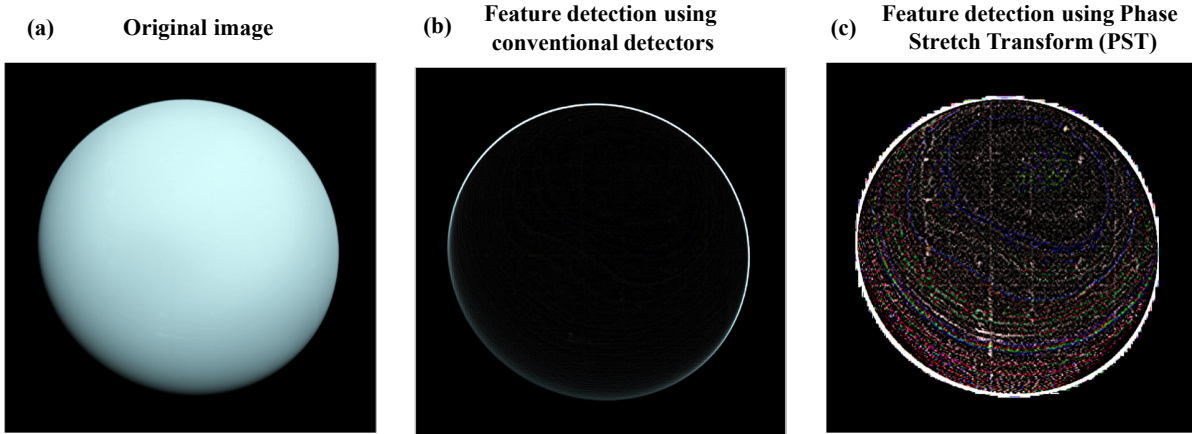 (a) Original image
(b) Feature detection using
conventional detectors
(c) Feature detection using Phase
Stretch Transform (PST)